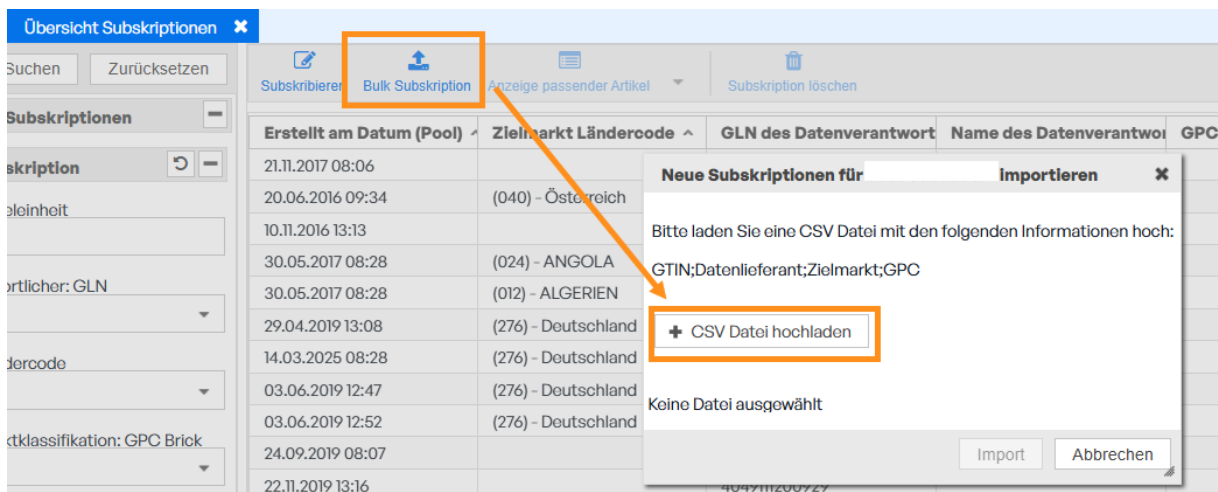 Übersicht Subskriptionen
Suchen Zurücksetzen
Subskriptionen
skription
eleinheit
ortlicher: GLN
dercode
ktklassifikation: GPC Brick
Subskribieren Bulk Subskription Anzeige passender Artikel Subskription löschen
Erstellt am Datum (Pool) Zielmarkt Ländercode GLN des Datenverantwort Name des Datenverantwor GPC
21.11.2017 08:06
20.06.2016 09:34 (040) - Österreich
10.11.2016 13:13
30.05.2017 08:28 (024) - ANGOLA
30.05.2017 08:28 (012) - ALGERIEN
29.04.2019 13:08 (276) - Deutschland
14.03.2025 08:28 (276) - Deutschland
03.06.2019 12:47 (276) - Deutschland
03.06.2019 12:52 (276) - Deutschland
24.09.2019 08:07
22.11.2019 13:16
Neue Subskriptionen für importieren
Bitte laden Sie eine CSV Datei mit den folgenden Informationen hoch:
GTIN;Datenlieferant;Zielmarkt;GPC
CSV Datei hochladen
Keine Datei ausgewählt
Import Abbrechen